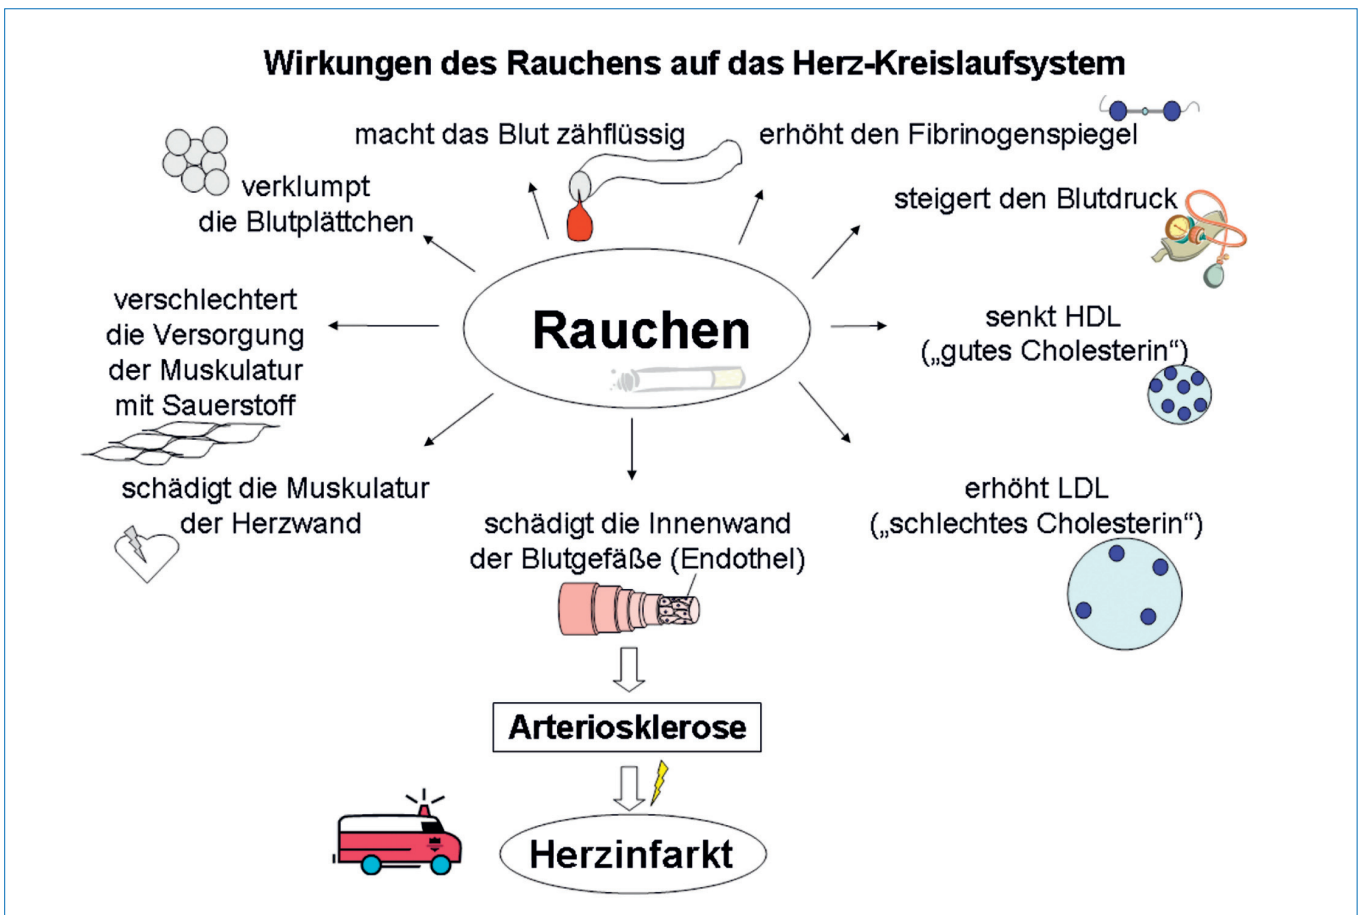 Wirkungen des Rauchens auf das Herz-Kreislaufsystem
macht das Blut zähflüssig
erhöht den Fibrinogenspiegel
verklumpt
die Blutplättchen
steigert den Blutdruck
verschlechtert
die Versorgung
der Muskulatur
mit Sauerstoff
Rauchen
senkt HDL
(„gutes Cholesterin“)
schädigt die Muskulatur
der Herzwand
schädigt die Innenwand
der Blutgefäße (Endothel)
erhöht LDL
(„schlechtes Cholesterin“)
Arteriosklerose
Herzinfarkt